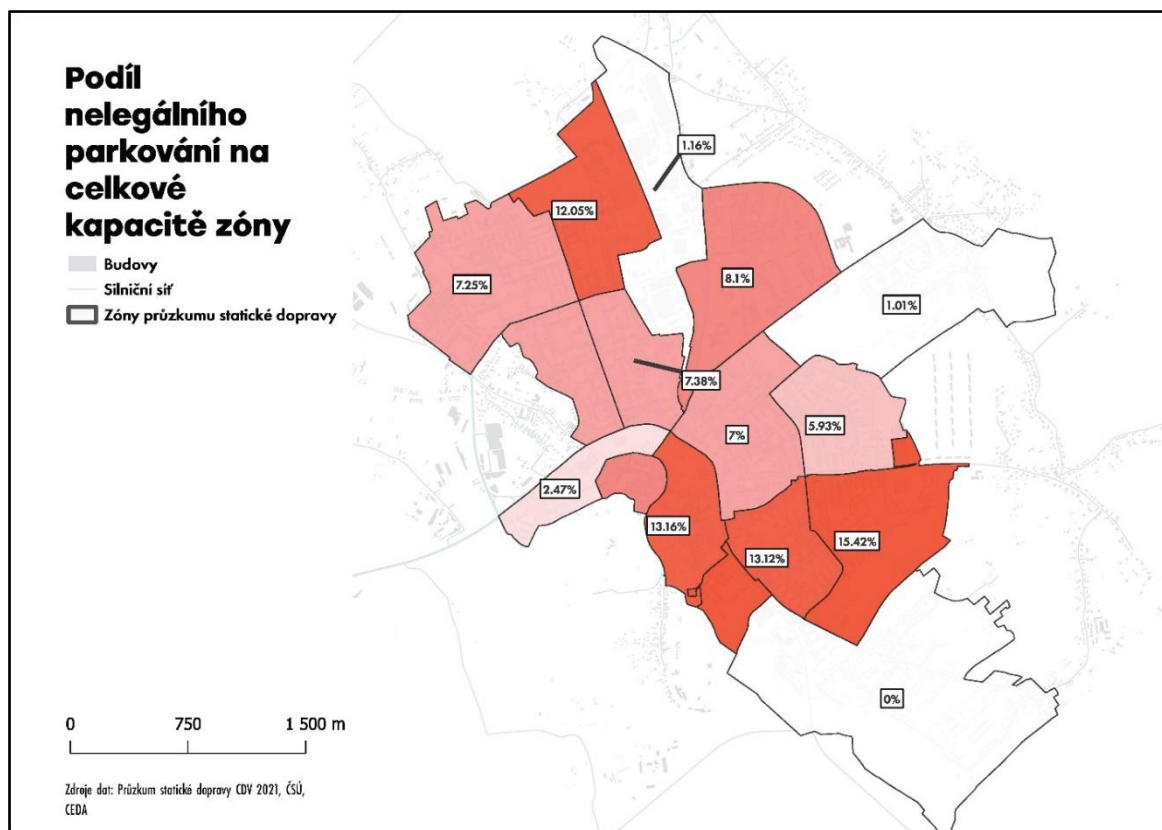 Podíl
nelegálního
parkování na
celkové
kapacitě zóny
Budovy
Silniční síť
Zóny průzkumu statické dopravy
1.16%
12.05%
7.25%
8.1%
1.01%
7.38%
7%
5.93%
2.47%
13.16%
13.12%
15.42%
0%
0 750 1 500 m
Zdroje dat: Průzkum statické dopravy CDV 2021, ČSÚ,
CEDA